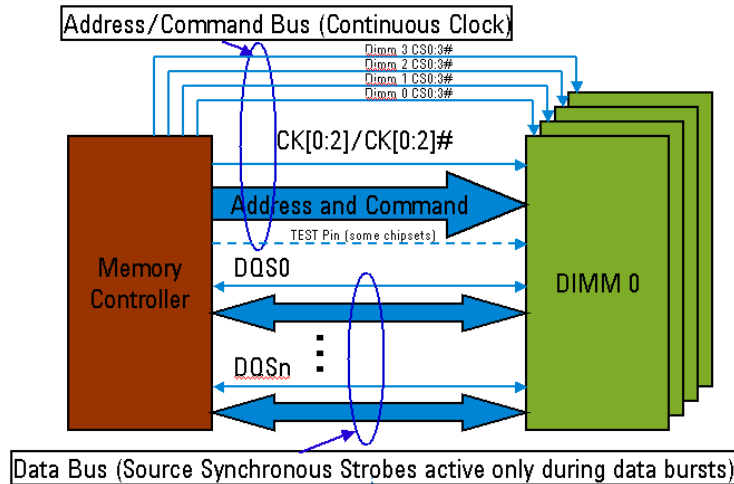 Address/Command Bus (Continuous Clock)
Dimm 3 CS0:3#
Dimm 2 CS0:3#
Dimm 1 CS0:3#
Dimm 0 CS0:3#
CK[0:2]/CK[0:2]#
Address and Command
TEST Pin (some chipsets)
Memory
Controller
DQS0
DIMM 0
DQSn
Data Bus (Source Synchronous Strobes active only during data bursts)